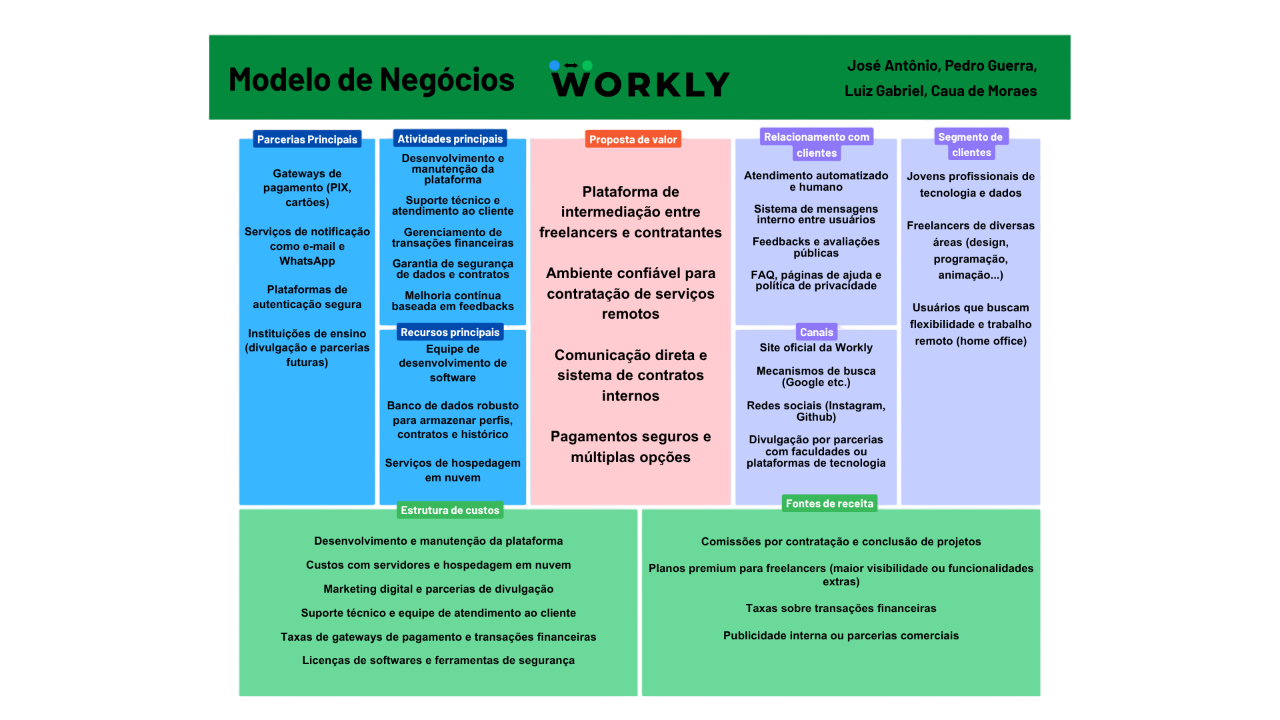 Modelo de Negócios
WORKLY
José Antônio, Pedro Guerra,
Luiz Gabriel, Caua de Moraes
Parcerias Principais
Gateways de
pagamento (PIX,
cartões)
Serviços de notificação
como e-mail e
WhatsApp
Plataformas de
autenticação segura
Instituições de ensino
(divulgação e parcerias
futuras)
Atividades principais
Desenvolvimento e
manutenção da
plataforma
Suporte técnico e
atendimento ao cliente
Gerenciamento de
transações financeiras
Garantia de segurança
de dados e contratos
Melhoria contínua
baseada em feedbacks
Recursos principais
Equipe de
desenvolvimento de
software
Banco de dados robusto
para armazenar perfis,
contratos e histórico
Serviços de hospedagem
em nuvem
Proposta de valor
Plataforma de
intermediação entre
freelancers e contratantes
Ambiente confiável para
contratação de serviços
remotos
Comunicação direta e
sistema de contratos
internos
Pagamentos seguros e
múltiplas opções
Relacionamento com
clientes
Atendimento automatizado
e humano
Sistema de mensagens
interno entre usuários
Feedbacks e avaliações
públicas
FAQ, páginas de ajuda e
política de privacidade
Canais
Site oficial da Workly
Mecanismos de busca
(Google etc.)
Redes sociais (Instagram,
Github)
Divulgação por parcerias
com faculdades ou
plataformas de tecnologia
Segmento de
clientes
Jovens profissionais de
tecnologia e dados
Freelancers de diversas
áreas (design,
programação,
animação...)
Usuários que buscam
flexibilidade e trabalho
remoto (home office)
Estrutura de custos
Desenvolvimento e manutenção da plataforma
Custos com servidores e hospedagem em nuvem
Marketing digital e parcerias de divulgação
Suporte técnico e equipe de atendimento ao cliente
Taxas de gateways de pagamento e transações financeiras
Licenças de softwares e ferramentas de segurança
Fontes de receita
Comissões por contratação e conclusão de projetos
Planos premium para freelancers (maior visibilidade ou funcionalidades
extras)
Taxas sobre transações financeiras
Publicidade interna ou parcerias comerciais